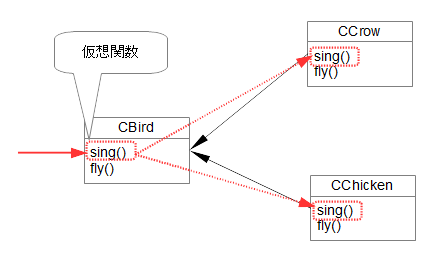 仮想関数
CBird
sing()
fly()
CCrow
sing()
fly()
CChicken
sing()
fly()